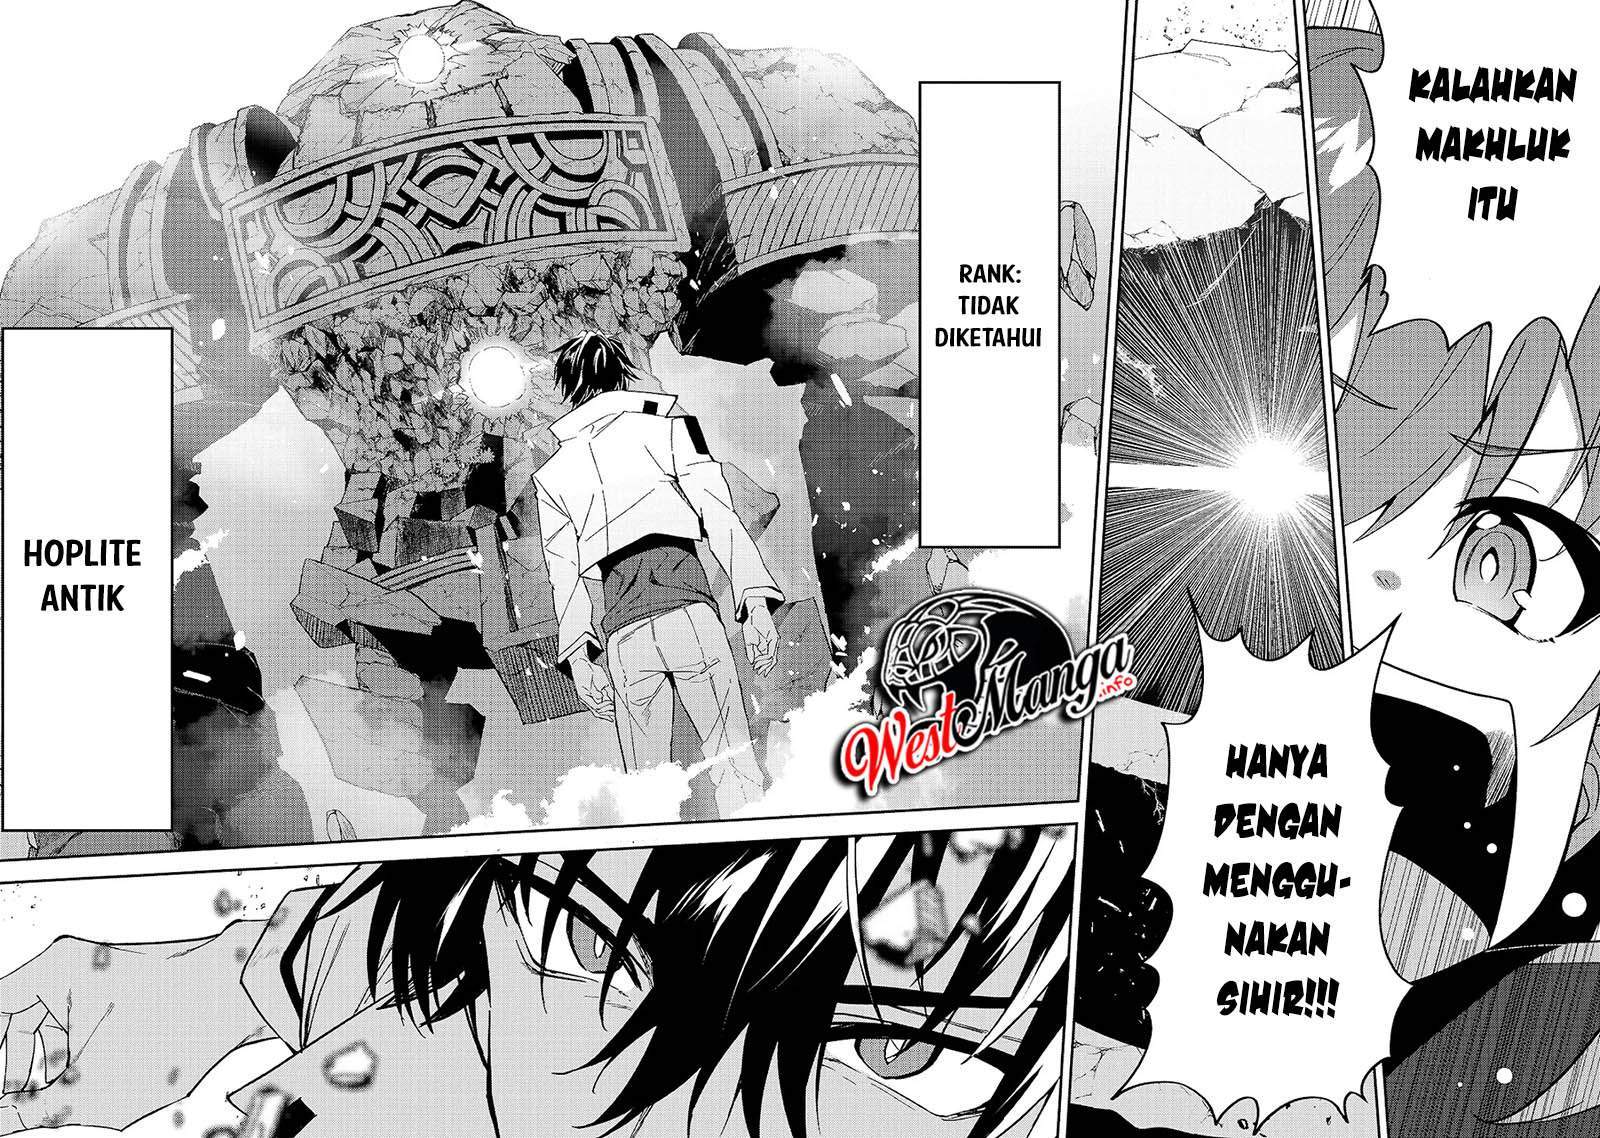 KALAHKAN
MAKHLUK
ITU
HANYA
DENGAN
MENGGU-
NAKAN
SIHIR!!!
RANK:
TIDAK
DIKETAHUI
HOPLITE
ANTIK
WestManga
.info